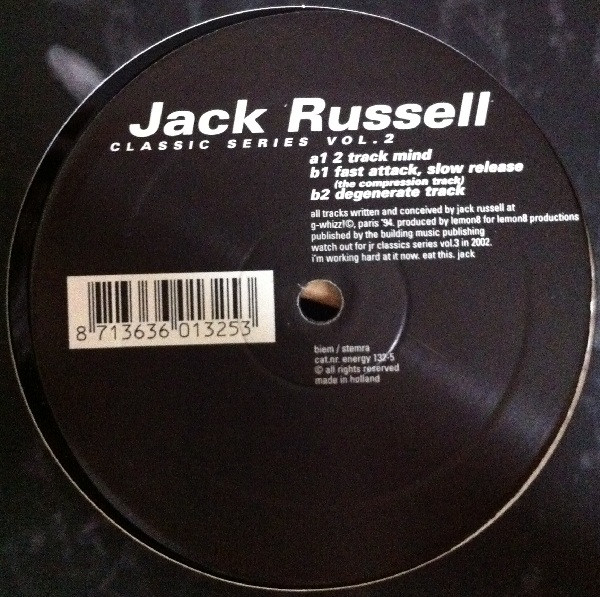 Jack Russell
CLASSIC SERIES VOL.2
a1 2 track mind
b1 fast attack, slow release
(the compression track)
b2 degenerate track
all tracks written and conceived by jack russell at
g-whizz!©, paris '94. produced by lemon8 for lemon8 productions
published by the building music publishing
watch out for jr classics series vol.3 in 2002.
i'm working hard at it now. eat this. jack
8 713636 013253
biem / stemra
cat.nr. energy 132-5
© all rights reserved
made in holland